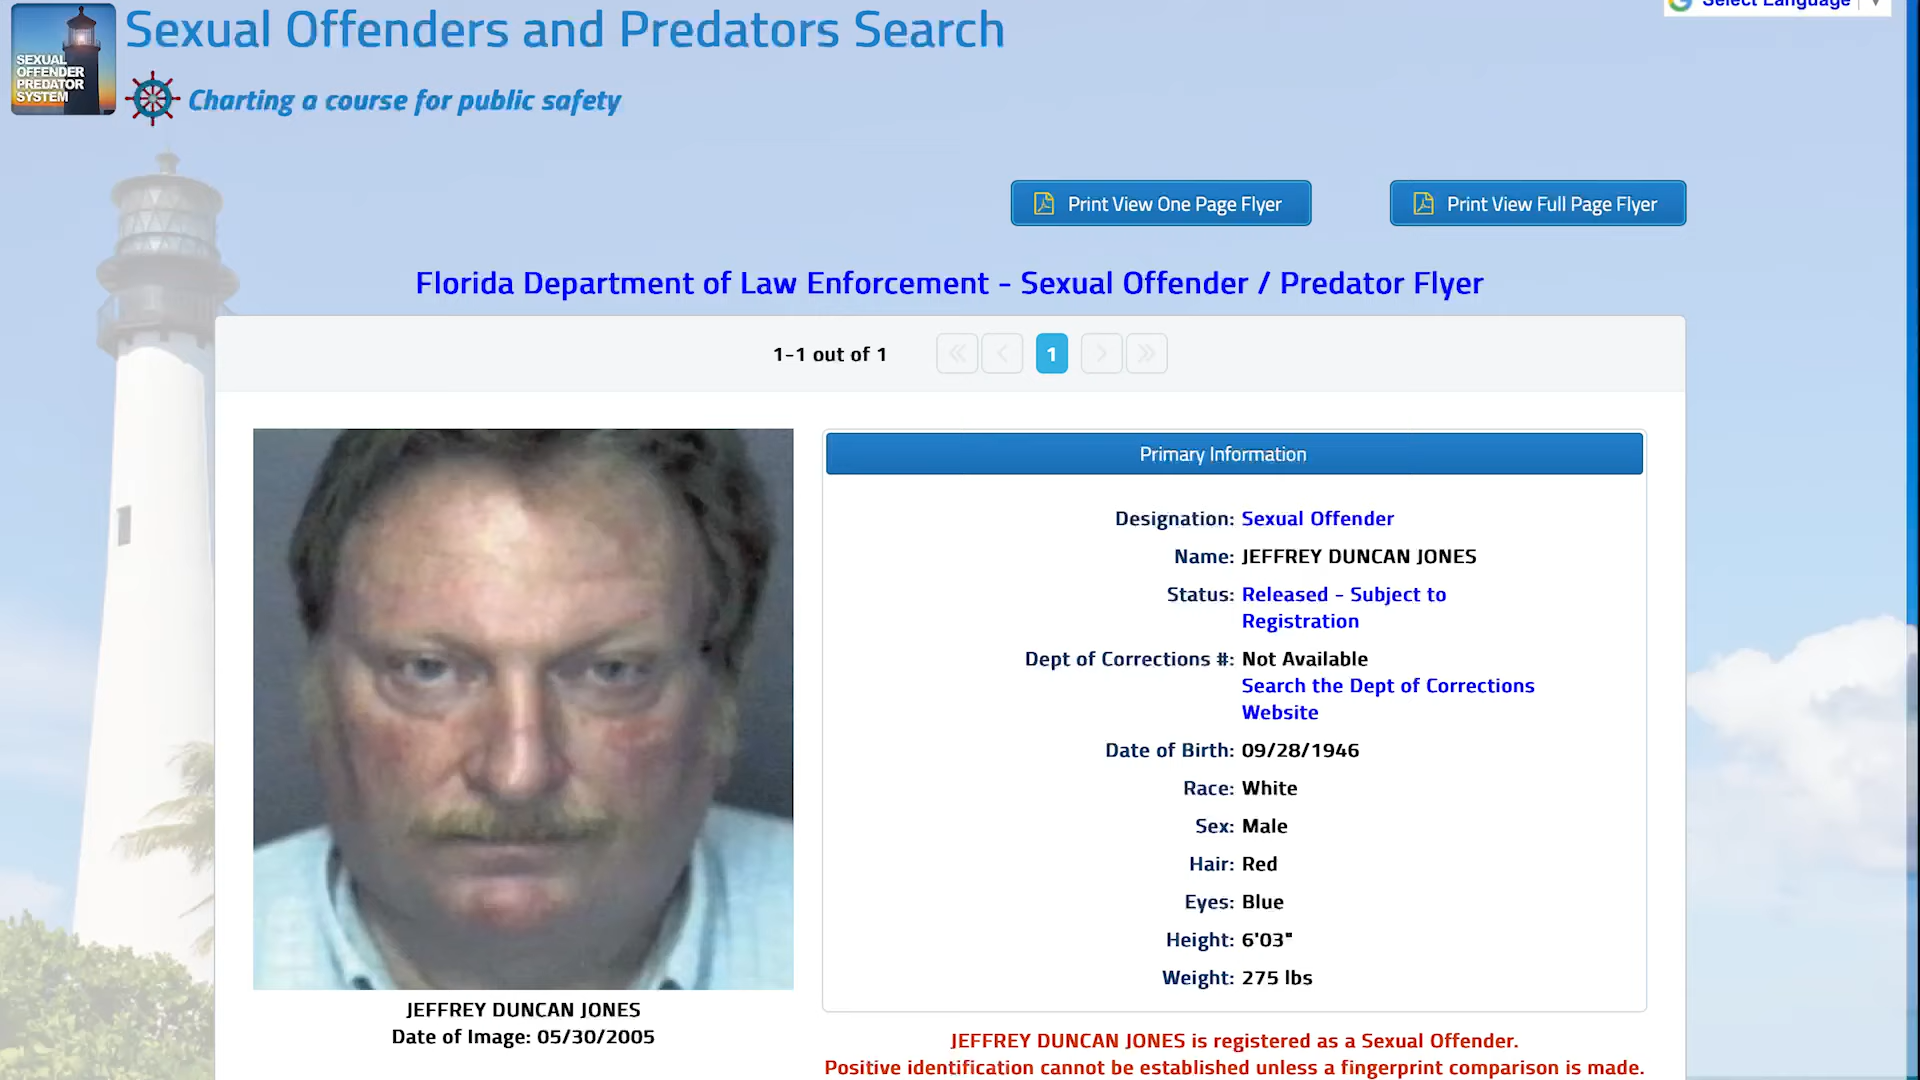 Select Language
Sexual Offenders and Predators Search
SEXUAL
OFFENDER
PREDATOR
SYSTEM
Charting a course for public safety
Print View One Page Flyer
Print View Full Page Flyer
Florida Department of Law Enforcement - Sexual Offender / Predator Flyer
1-1 out of 1
1
Primary Information
Designation: Sexual Offender
Name: JEFFREY DUNCAN JONES
Status: Released - Subject to
Registration
Dept of Corrections #: Not Available
Search the Dept of Corrections
Website
Date of Birth: 09/28/1946
Race: White
Sex: Male
Hair: Red
Eyes: Blue
Height: 6'03"
Weight: 275 lbs
JEFFREY DUNCAN JONES
Date of Image: 05/30/2005
JEFFREY DUNCAN JONES is registered as a Sexual Offender.
Positive identification cannot be established unless a fingerprint comparison is made.